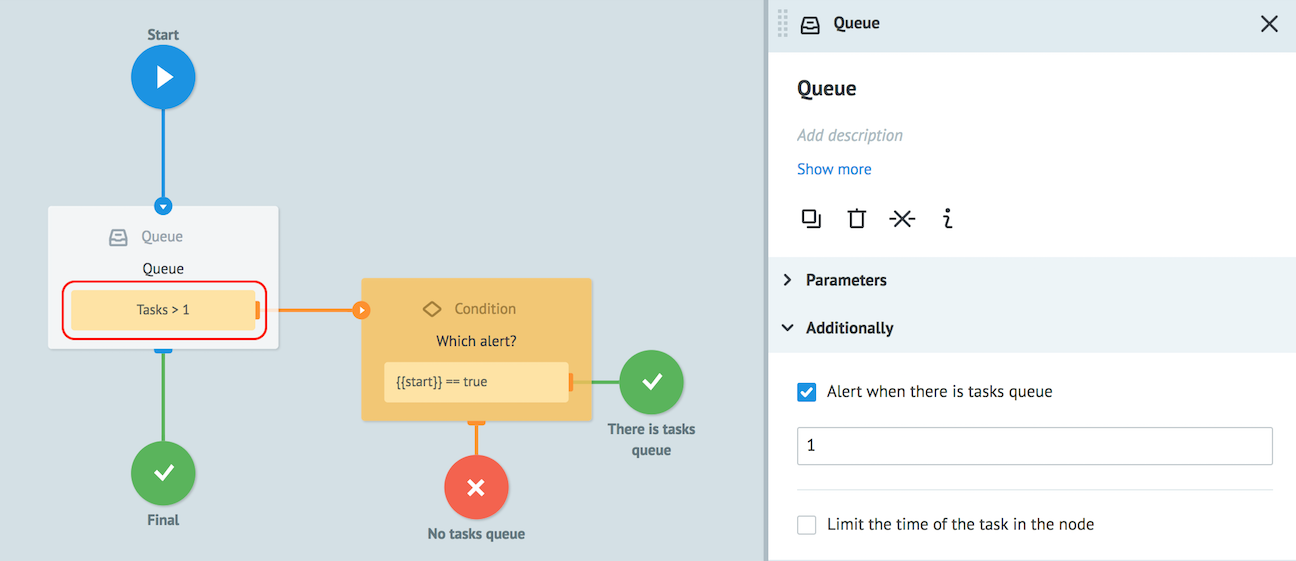 Start
Queue
Queue
Tasks > 1
Condition
Which alert?
{{start}} == true
There is tasks
queue
Final
No tasks queue
Queue
Queue
Add description
Show more
Parameters
Additionally
Alert when there is tasks queue
1
Limit the time of the task in the node